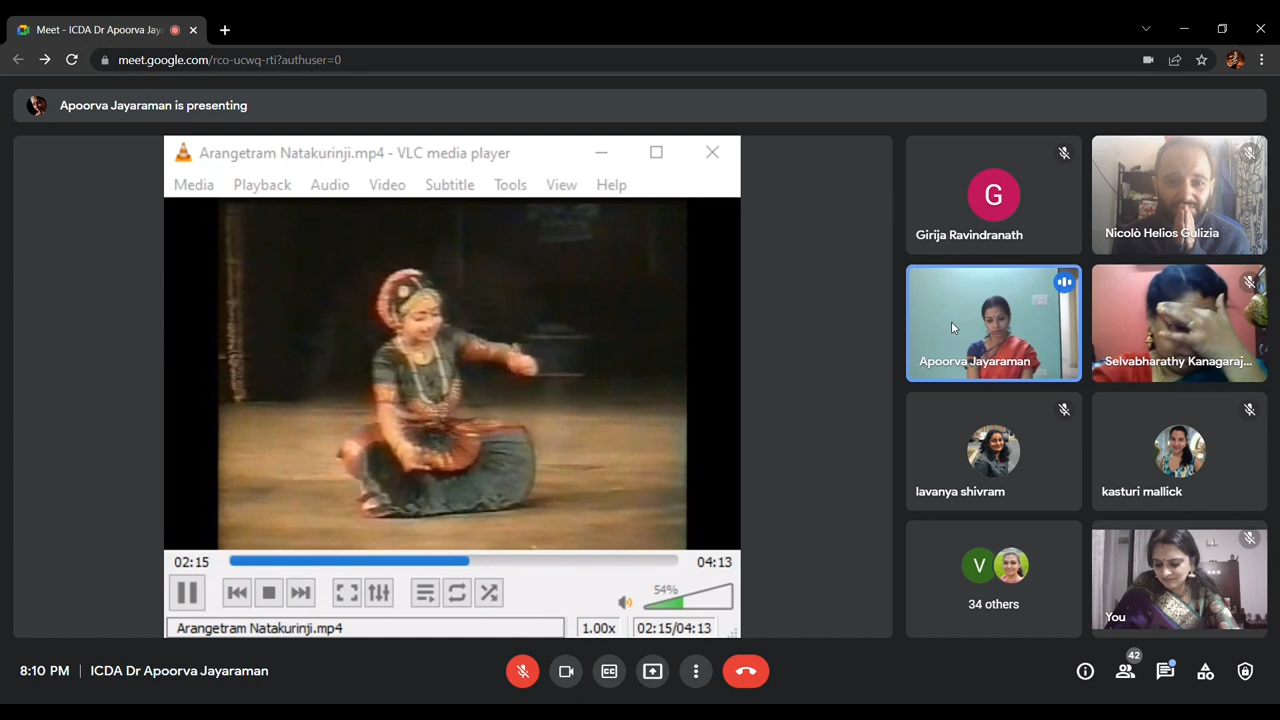 Meet - ICDA Dr Apoorva Jay
meet.google.com/rco-ucwq-rti?authuser=0
Apoorva Jayaraman is presenting
Arangetram Natakurinji.mp4 - VLC media player
Media Playback Audio Video Subtitle Tools View Help
02:15
04:13
54%
Arangetram Natakurinji.mp4
1.00x
02:15/04:13
G
Girija Ravindranath
Nicolò Helios Gulizia
Apoorva Jayaraman
Selvabharathy Kanagaraj...
lavanya shivram
kasturi mallick
V
34 others
You
8:10 PM | ICDA Dr Apoorva Jayaraman
CC
42